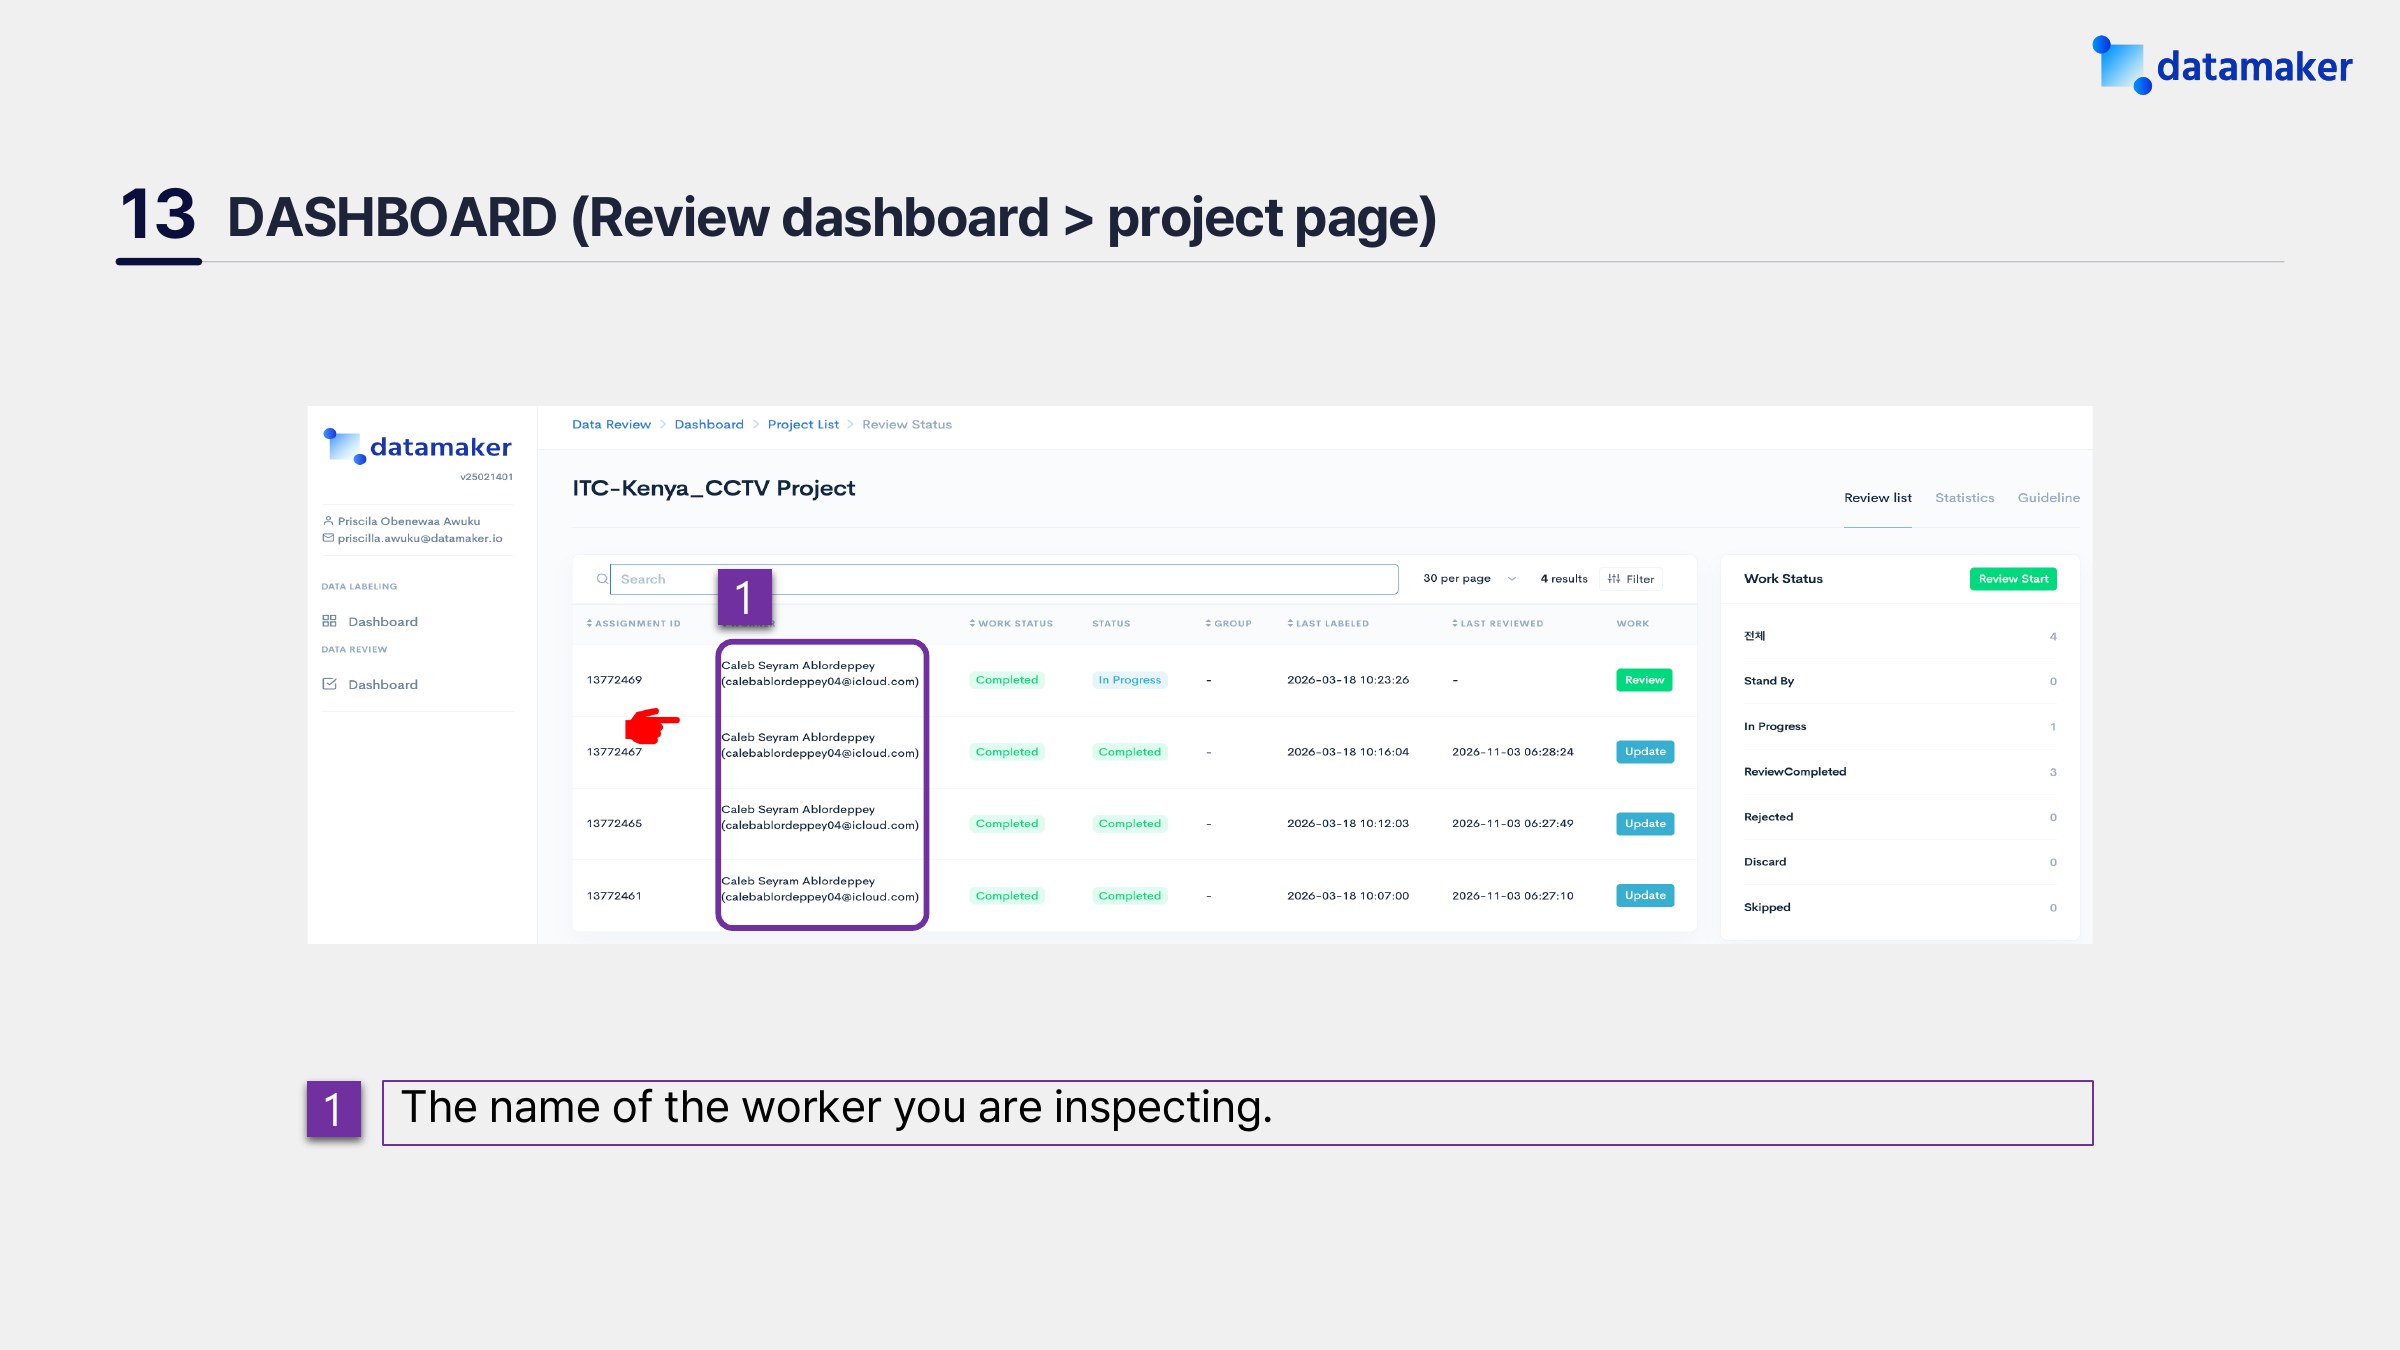 datamaker
13 DASHBOARD (Review dashboard > project page)
datamaker
v25021401
Priscila Obenewaa Awuku
priscilla.awuku@datamaker.io
DATA LABELING
Dashboard
DATA REVIEW
Dashboard
Data Review > Dashboard > Project List > Review Status
ITC-Kenya_CCTV Project
Review list Statistics Guideline
Search
30 per page
4 results
Filter
1
ASSIGNMENT ID WORK STATUS STATUS GROUP LAST LABELED LAST REVIEWED WORK
Caleb Seyram Ablordeppey
13772469 (calebablordeppey04@icloud.com) Completed In Progress - 2026-03-18 10:23:26 - Review
Caleb Seyram Ablordeppey
13772467 (calebablordeppey04@icloud.com) Completed Completed - 2026-03-18 10:16:04 2026-11-03 06:28:24 Update
Caleb Seyram Ablordeppey
13772465 (calebablordeppey04@icloud.com) Completed Completed - 2026-03-18 10:12:03 2026-11-03 06:27:49 Update
Caleb Seyram Ablordeppey
13772461 (calebablordeppey04@icloud.com) Completed Completed - 2026-03-18 10:07:00 2026-11-03 06:27:10 Update
Work Status Review Start
전체 4
Stand By 0
In Progress 1
ReviewCompleted 3
Rejected 0
Discard 0
Skipped 0
1 The name of the worker you are inspecting.